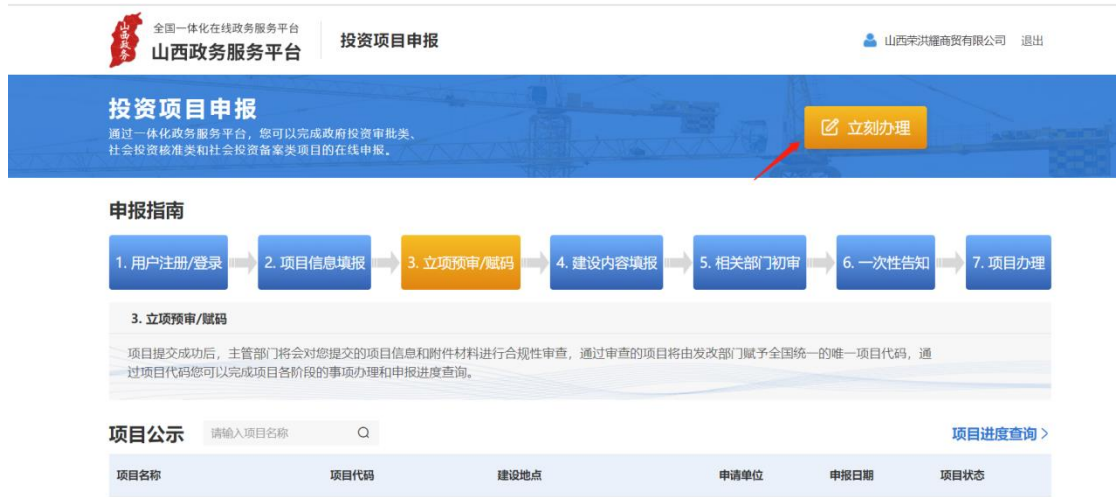 山西政务
全国一体化在线政务服务平台
山西政务服务平台
投资项目申报
山西荣洪耀商贸有限公司 退出
投资项目申报
通过一体化政务服务平台，您可以完成政府投资审批类、
社会投资核准类和社会投资备案类项目的在线申报。
立刻办理
申报指南
1. 用户注册/登录
2. 项目信息填报
3. 立项预审/赋码
4. 建设内容填报
5. 相关部门初审
6. 一次性告知
7. 项目办理
3. 立项预审/赋码
项目提交成功后，主管部门将会对您提交的项目信息和附件材料进行合规性审查，通过审查的项目将由发改部门赋予全国统一的唯一项目代码，通
过项目代码您可以完成项目各阶段的事项办理和申报进度查询。
项目公示 请输入项目名称 项目进度查询 >
项目名称 项目代码 建设地点 申请单位 申报日期 项目状态